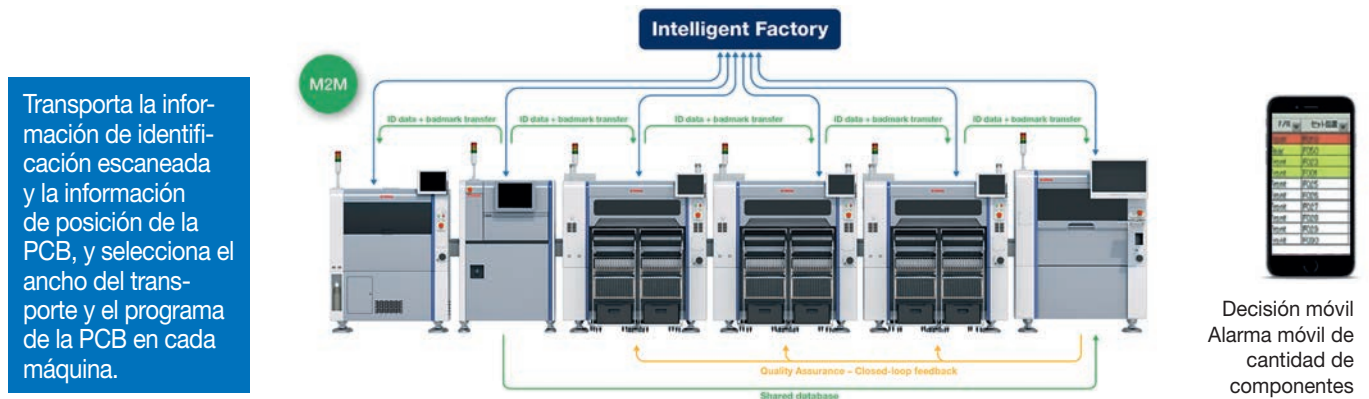 Intelligent Factory
M2M
Transporta la infor-
mación de identifi-
cación escaneada
y la información
de posición de la
PCB, y selecciona el
ancho del trans-
porte y el programa
de la PCB en cada
máquina.
ID data + badmark transfer
ID data + badmark transfer
ID data + badmark transfer
ID data + badmark transfer
ID data + badmark transfer
Quality Assurance – Closed-loop feedback
Shared database
Decisión móvil
Alarma móvil de
cantidad de
componentes